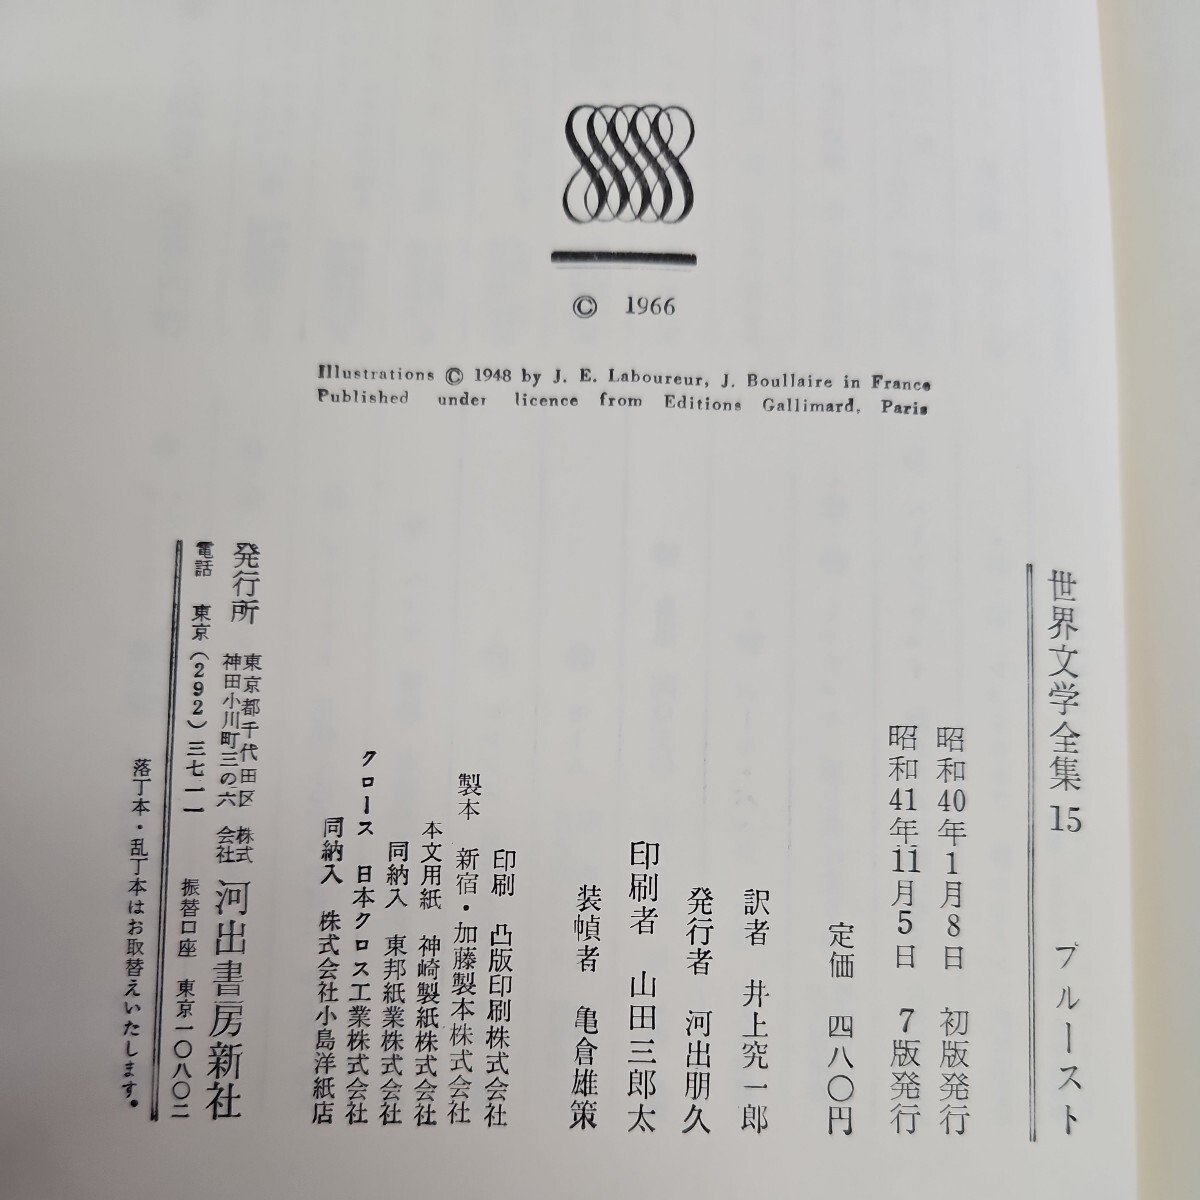 © 1966
Illustrations © 1948 by J. E. Laboureur, J. Boullaire in France
Published under licence from Editions Gallimard, Paris
世界文学全集 15 プルースト
昭和40年1月8日 初版発行
昭和41年11月5日 7版発行
定価 四八〇円
訳者 井上究一郎
発行者 河出朋久
印刷者 山田三郎太
装幀者 亀倉雄策
印刷 凸版印刷株式会社
製本 新宿・加藤製本株式会社
本文用紙 神崎製紙株式会社
同納入 東邦紙業株式会社
クロース 日本クロス工業株式会社
同納入 株式会社小島洋紙店
発行所 東京都千代田区神田小川町三の六 株式会社 河出書房新社
電話 東京(292)三七一一 振替口座 東京一〇八〇二
落丁本・乱丁本はお取替えいたします。